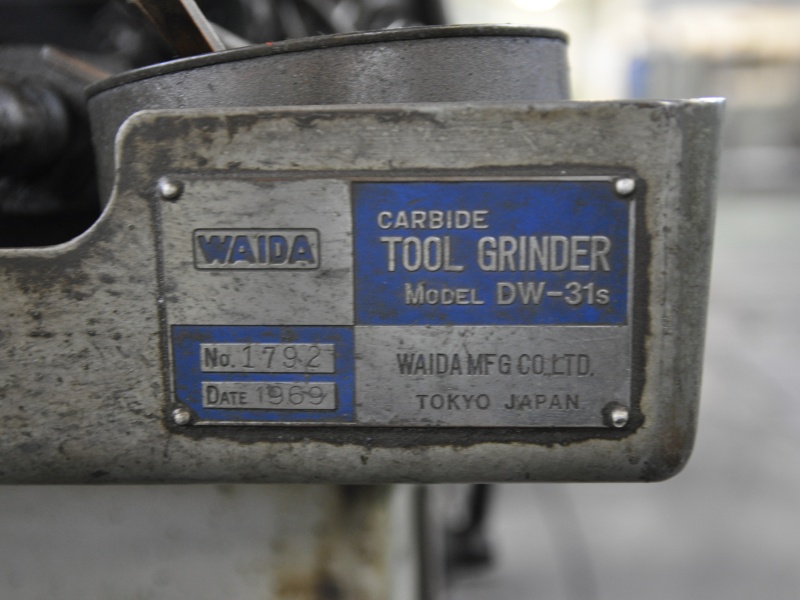 WAIDA
CARBIDE
TOOL GRINDER
MODEL DW-31S
No. 1792
DATE 1969
WAIDA MFG CO,LTD.
TOKYO JAPAN